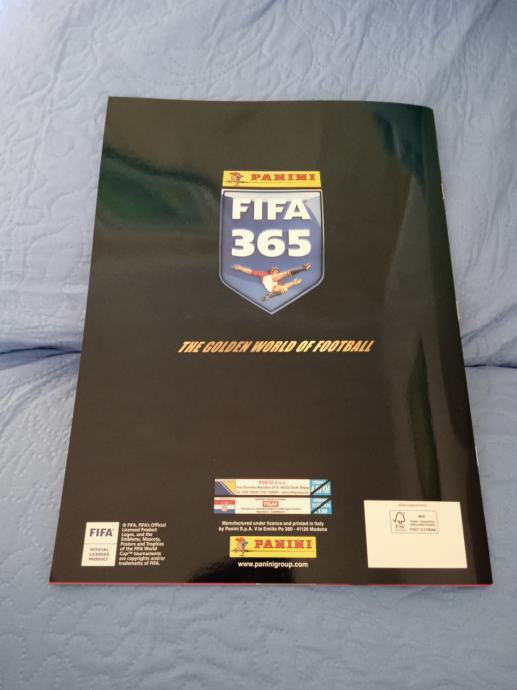 PANINI
FIFA
365
THE GOLDEN WORLD OF FOOTBALL
FIFA
OFFICIAL
LICENSED
PRODUCT
© FIFA, FIFA's Official
Licensed Product
Logos, and the
Emblems, Mascots,
Posters and Trophies
of the FIFA World
Cup™ tournaments
are copyrights and/or
trademarks of FIFA.
Manufactured under licence and printed in Italy
by Panini S.p.A. V.le Emilio Po 380 - 41126 Modena
PANINI
www.paninigroup.com
MIX
FSC